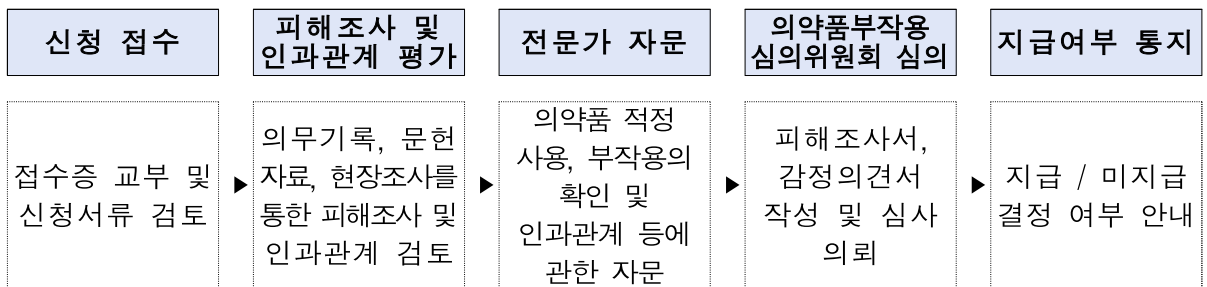 신청 접수
피해조사 및
인과관계 평가
전문가 자문
의약품부작용
심의위원회 심의
지급여부 통지
접수증 교부 및
신청서류 검토
의무기록, 문헌
자료, 현장조사를
통한 피해조사 및
인과관계 검토
의약품 적정
사용, 부작용의
확인 및
인과관계 등에
관한 자문
피해조사서,
감정의견서
작성 및 심사
의뢰
지급 / 미지급
결정 여부 안내